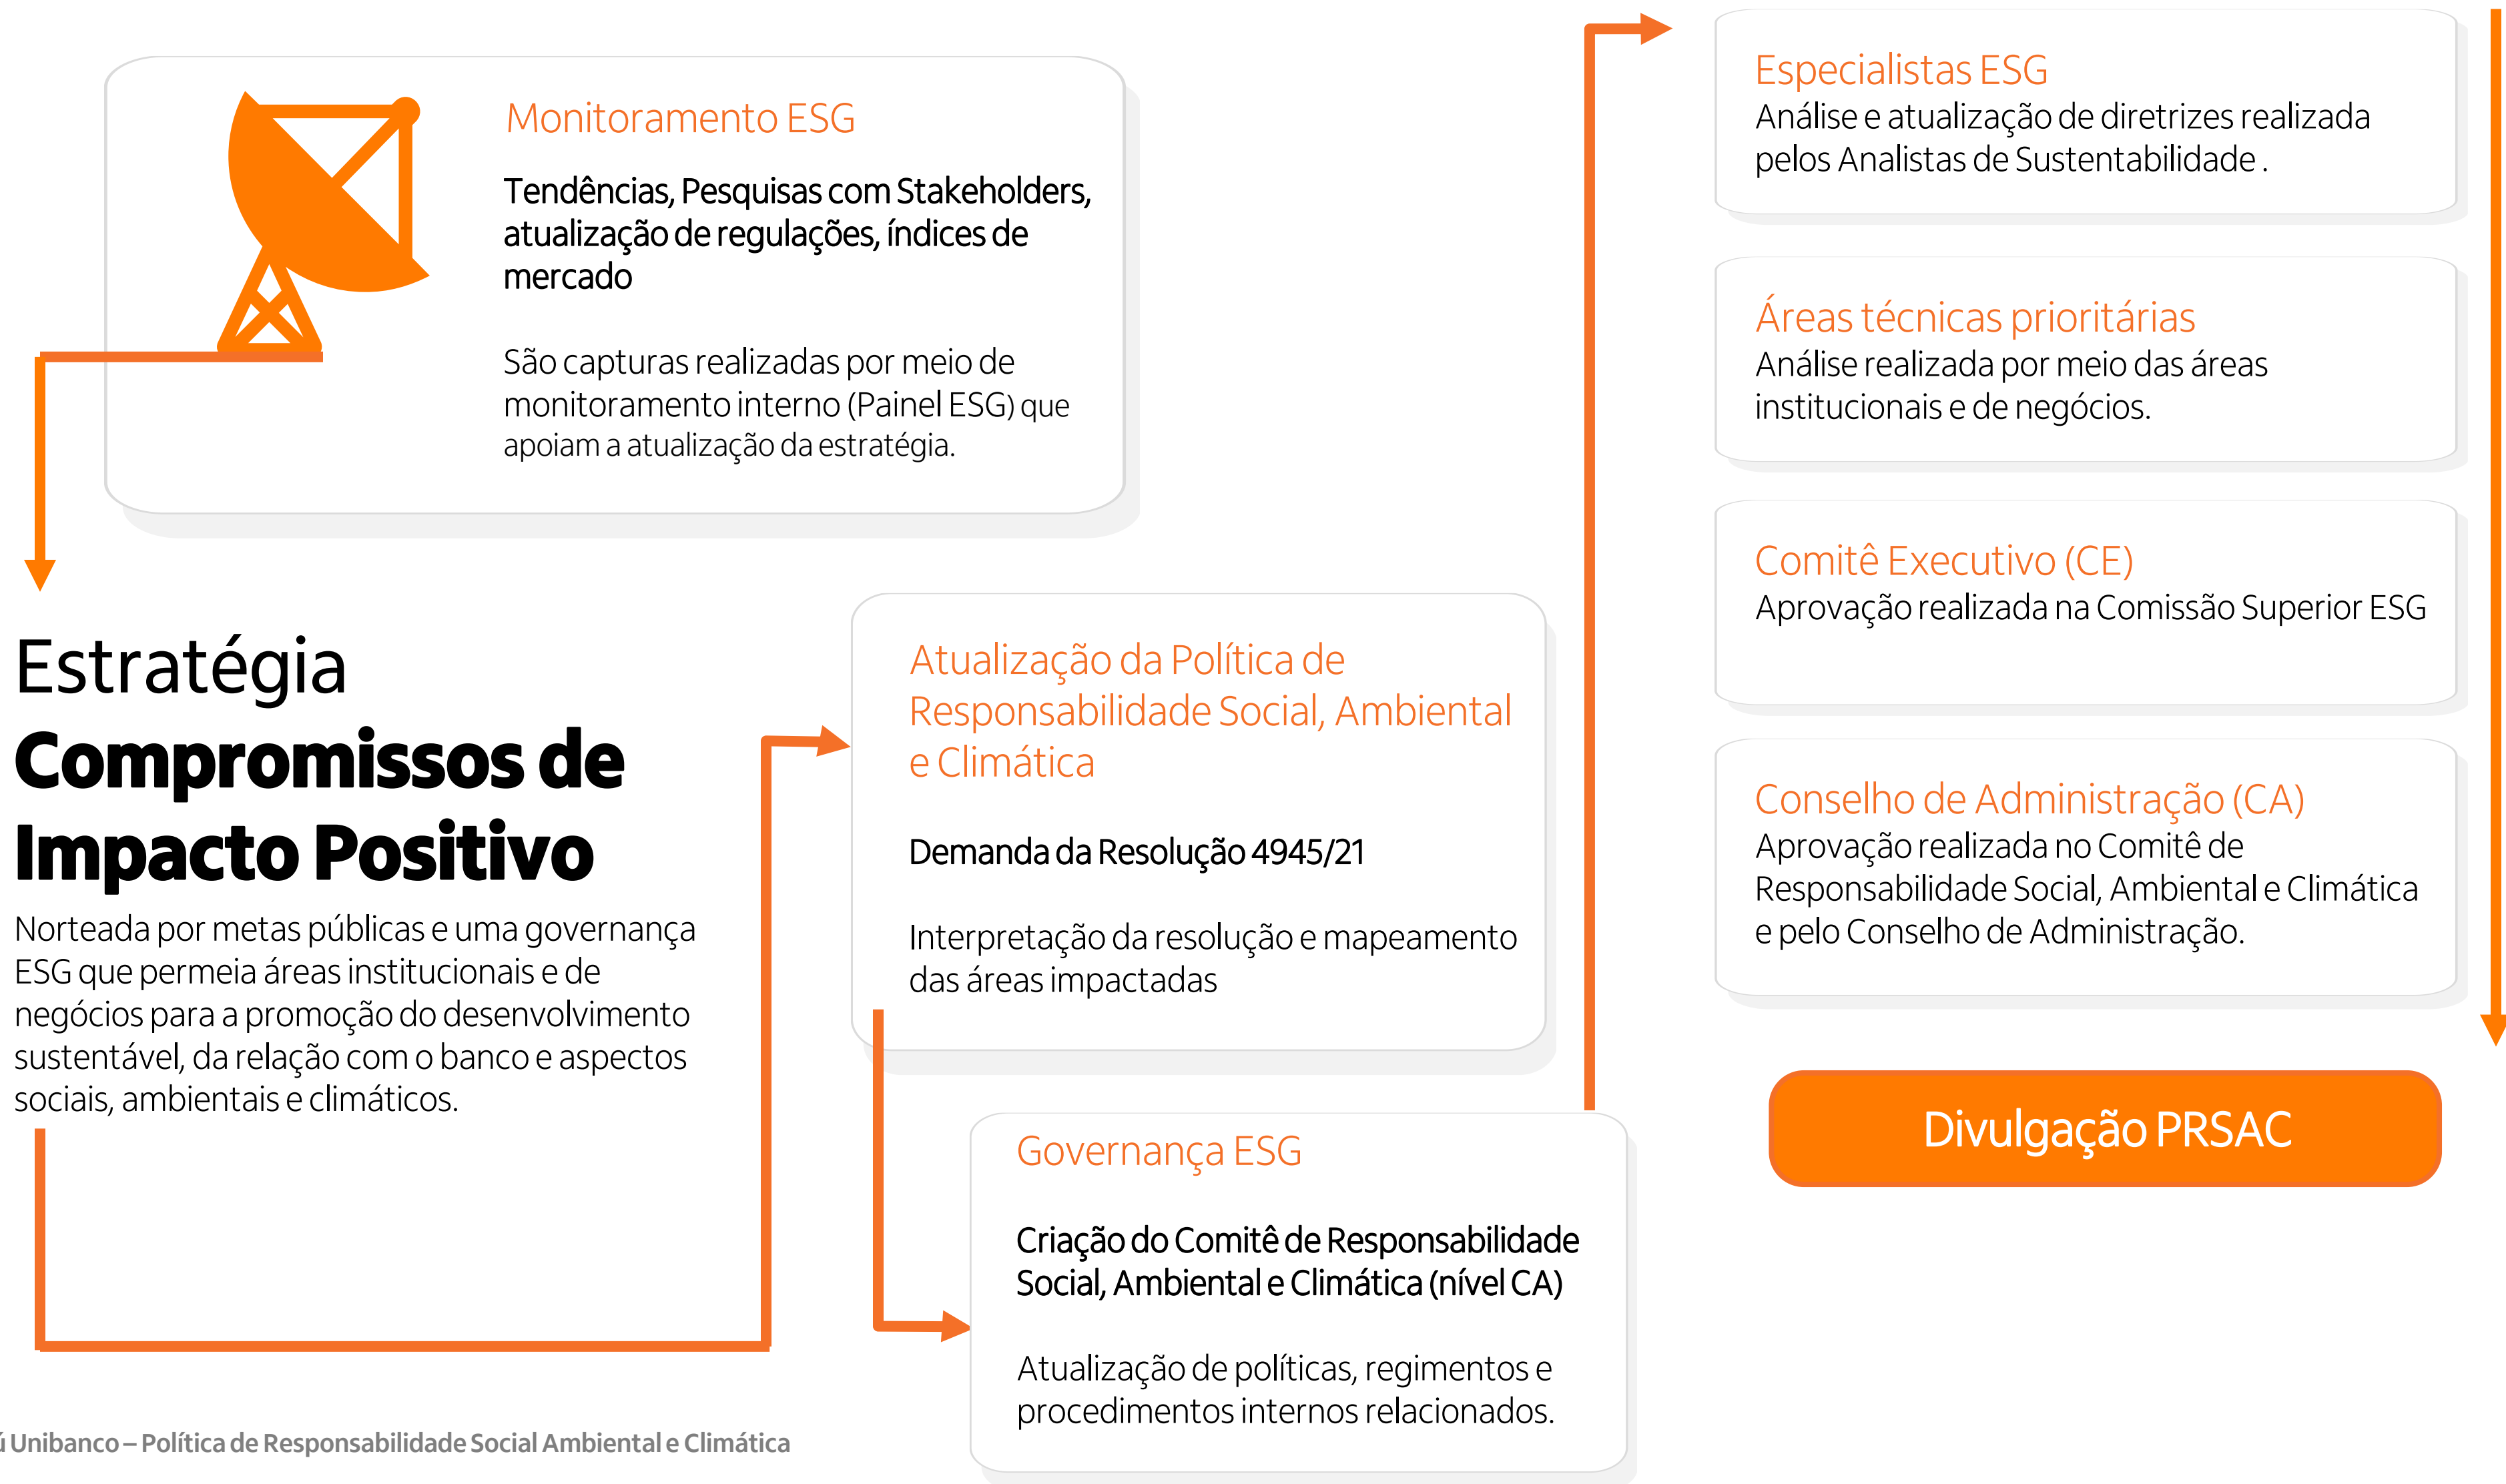 Monitoramento ESG
Tendências, Pesquisas com Stakeholders,
atualização de regulações, índices de
mercado
São capturas realizadas por meio de
monitoramento interno (Painel ESG) que
apoiam a atualização da estratégia.
Estratégia
Compromissos de
Impacto Positivo
Norteada por metas públicas e uma governança
ESG que permeia áreas institucionais e de
negócios para a promoção do desenvolvimento
sustentável, da relação com o banco e aspectos
sociais, ambientais e climáticos.
Atualização da Política de
Responsabilidade Social, Ambiental
e Climática
Demanda da Resolução 4945/21
Interpretação da resolução e mapeamento
das áreas impactadas
Governança ESG
Criação do Comitê de Responsabilidade
Social, Ambiental e Climática (nível CA)
Atualização de políticas, regimentos e
procedimentos internos relacionados.
Especialistas ESG
Análise e atualização de diretrizes realizada
pelos Analistas de Sustentabilidade .
Áreas técnicas prioritárias
Análise realizada por meio das áreas
institucionais e de negócios.
Comitê Executivo (CE)
Aprovação realizada na Comissão Superior ESG
Conselho de Administração (CA)
Aprovação realizada no Comitê de
Responsabilidade Social, Ambiental e Climática
e pelo Conselho de Administração.
Divulgação PRSAC
ú Unibanco – Política de Responsabilidade Social Ambiental e Climática